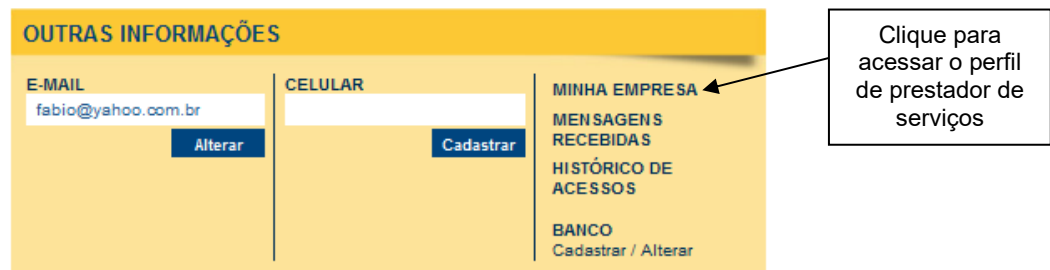 OUTRAS INFORMAÇÕES
E-MAIL
fabio@yahoo.com.br
Alterar
CELULAR
Cadastrar
MINHA EMPRESA
MENSAGENS
RECEBIDAS
HISTÓRICO DE
ACESSOS
BANCO
Cadastrar / Alterar
Clique para
acessar o perfil
de prestador de
serviços